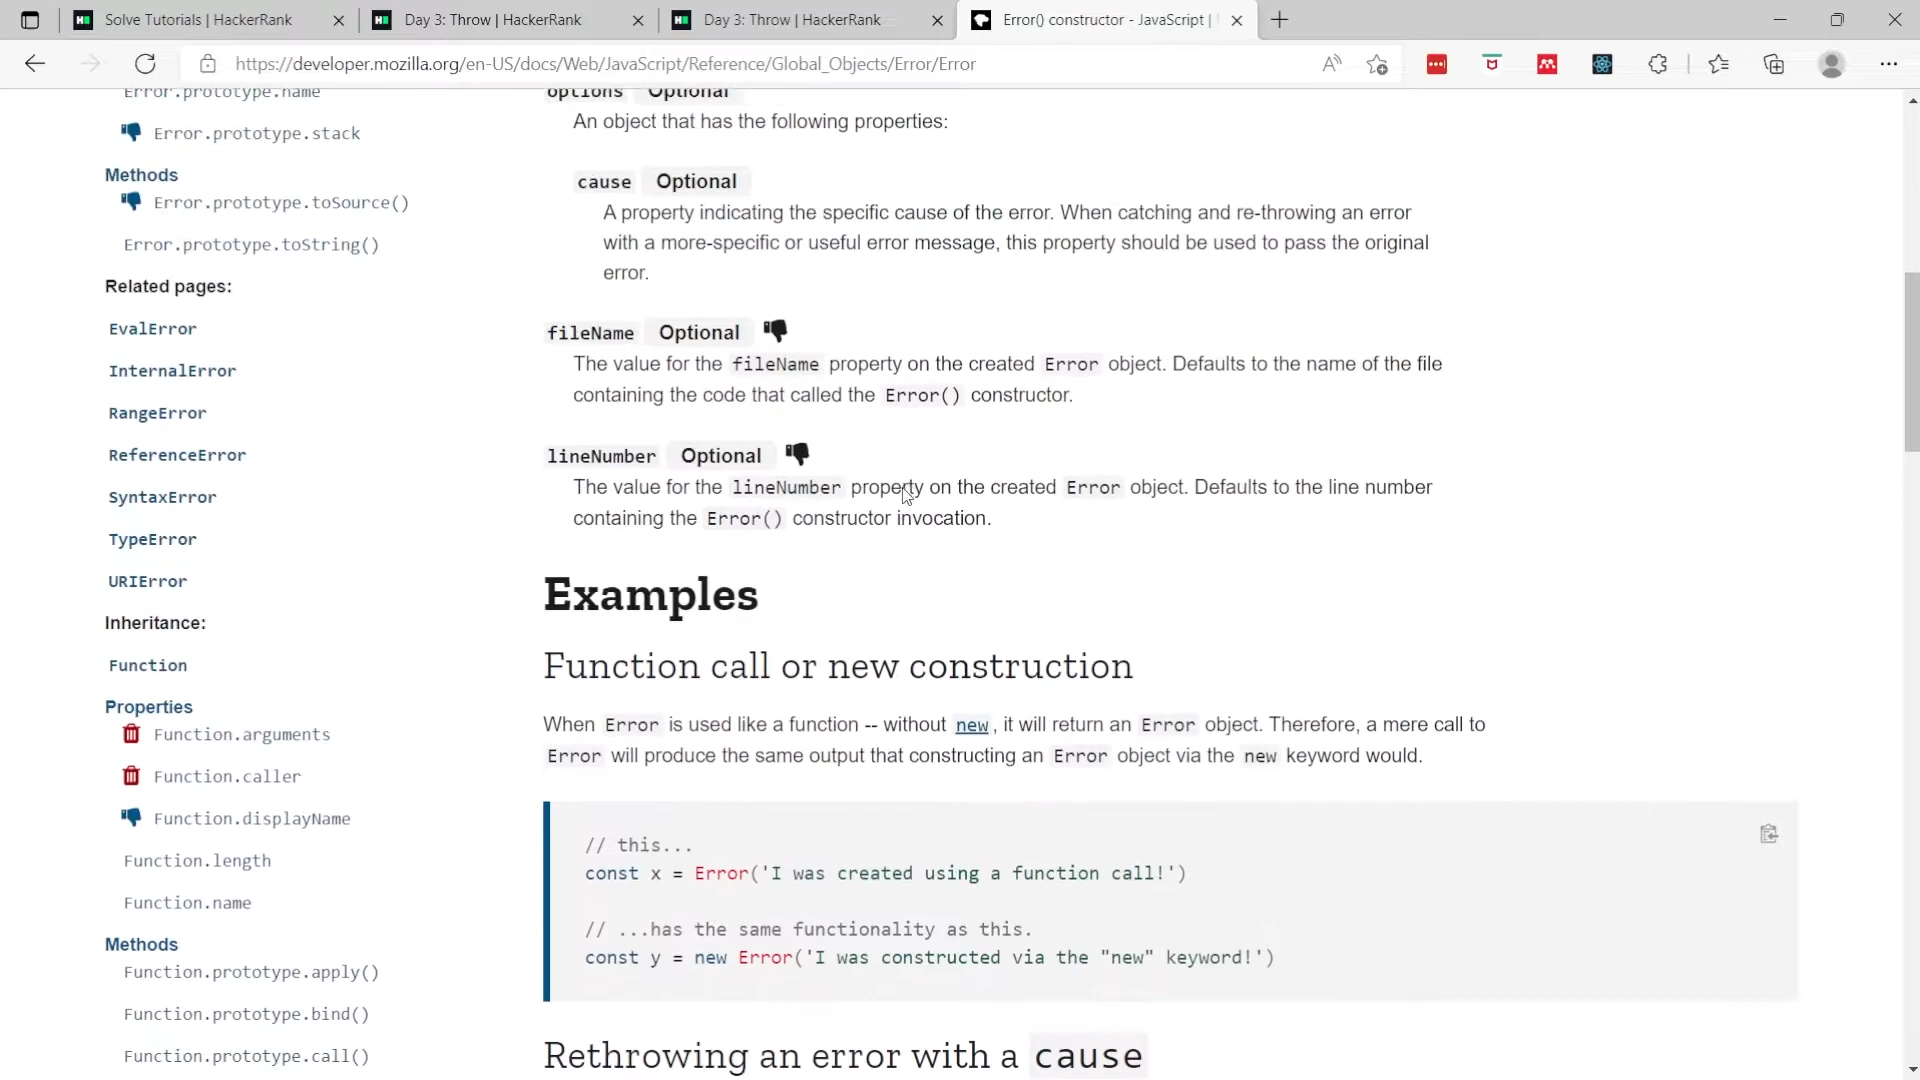 Solve Tutorials | HackerRank
Day 3: Throw | HackerRank
Day 3: Throw | HackerRank
Error() constructor - JavaScript |
https://developer.mozilla.org/en-US/docs/Web/JavaScript/Reference/Global_Objects/Error/Error
Error.prototype.name
Error.prototype.stack
Methods
Error.prototype.toSource()
Error.prototype.toString()
Related pages:
EvalError
InternalError
RangeError
ReferenceError
SyntaxError
TypeError
URIError
Inheritance:
Function
Properties
Function.arguments
Function.caller
Function.displayName
Function.length
Function.name
Methods
Function.prototype.apply()
Function.prototype.bind()
Function.prototype.call()
options Optional
An object that has the following properties:
cause Optional
A property indicating the specific cause of the error. When catching and re-throwing an error
with a more-specific or useful error message, this property should be used to pass the original
error.
fileName Optional
The value for the fileName property on the created Error object. Defaults to the name of the file
containing the code that called the Error() constructor.
lineNumber Optional
The value for the lineNumber property on the created Error object. Defaults to the line number
containing the Error() constructor invocation.
Examples
Function call or new construction
When Error is used like a function -- without new, it will return an Error object. Therefore, a mere call to
Error will produce the same output that constructing an Error object via the new keyword would.
// this...
const x = Error('I was created using a function call!')
// ...has the same functionality as this.
const y = new Error('I was constructed via the "new" keyword!')
Rethrowing an error with a cause